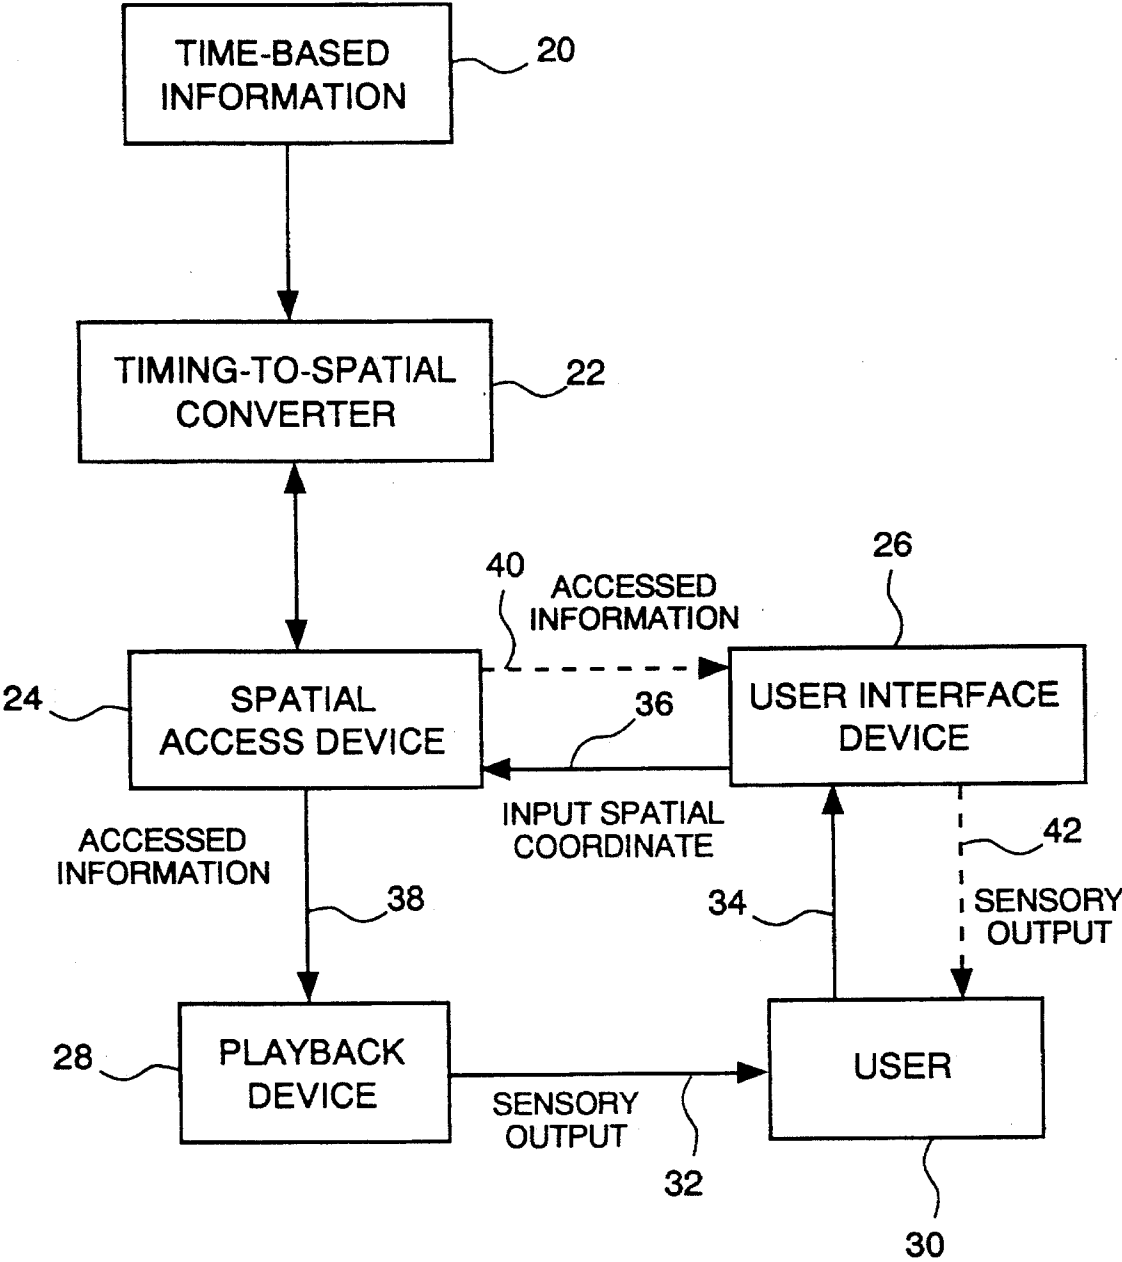 TIME-BASED
INFORMATION
20
TIMING-TO-SPATIAL
CONVERTER
22
40
ACCESSED
INFORMATION
26
24
SPATIAL
ACCESS DEVICE
36
USER INTERFACE
DEVICE
INPUT SPATIAL
COORDINATE
ACCESSED
INFORMATION
38
34
42
SENSORY
OUTPUT
28
PLAYBACK
DEVICE
SENSORY
OUTPUT
32
USER
30